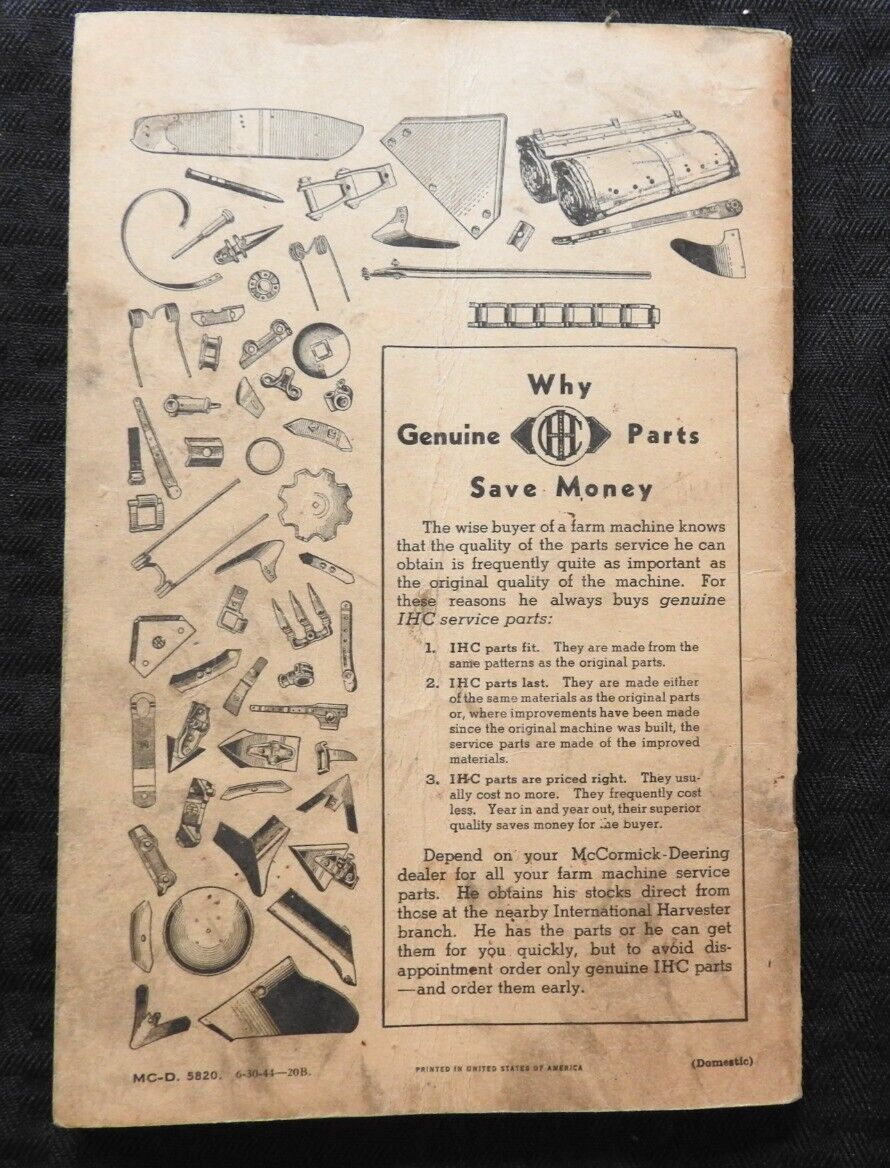 Why
Genuine IHC Parts
Save Money
The wise buyer of a farm machine knows
that the quality of the parts service he can
obtain is frequently quite as important as
the original quality of the machine. For
these reasons he always buys genuine
IHC service parts:
1. IHC parts fit. They are made from the
same patterns as the original parts.
2. IHC parts last. They are made either
of the same materials as the original parts
or, where improvements have been made
since the original machine was built, the
service parts are made of the improved
materials.
3. IHC parts are priced right. They usu-
ally cost no more. They frequently cost
less. Year in and year out, their superior
quality saves money for the buyer.
Depend on your McCormick-Deering
dealer for all your farm machine service
parts. He obtains his stocks direct from
those at the nearby International Harvester
branch. He has the parts or he can get
them for you quickly, but to avoid dis-
appointment order only genuine IHC parts
—and order them early.
MC-D. 5820. 6-30-44—20B.
PRINTED IN UNITED STATES OF AMERICA
(Domestic)